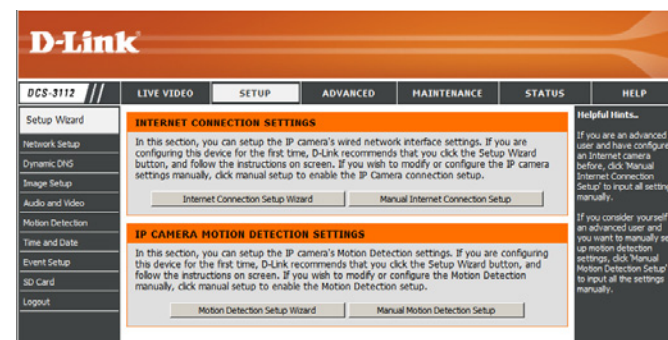 D-Link
DCS-3112
LIVE VIDEO
SETUP
ADVANCED
MAINTENANCE
STATUS
HELP
Setup Wizard
Network Setup
Dynamic DNS
Image Setup
Audio and Video
Motion Detection
Time and Date
Event Setup
SD Card
Logout
INTERNET CONNECTION SETTINGS
In this section, you can setup the IP camera's wired network interface settings. If you are
configuring this device for the first time, D-Link recommends that you click the Setup Wizard
button, and follow the instructions on screen. If you wish to modify or configure the IP camera
settings manually, click manual setup to enable the IP Camera connection setup.
Internet Connection Setup Wizard
Manual Internet Connection Setup
IP CAMERA MOTION DETECTION SETTINGS
In this section, you can setup the IP camera's Motion Detection settings. If you are configuring
this device for the first time, D-Link recommends that you click the Setup Wizard button, and
follow the instructions on screen. If you wish to modify or configure the Motion Detection
manually, click manual setup to enable the Motion Detection setup.
Motion Detection Setup Wizard
Manual Motion Detection Setup
Helpful Hints..
If you are an advanced
user and have configure
an Internet camera
before, click 'Manual
Internet Connection
Setup' to input all setting
manually.
If you consider yourself
an advanced user and
you want to manually se
up motion detection
settings, click 'Manual
Motion Detection Setup'
to input all the settings
manually.